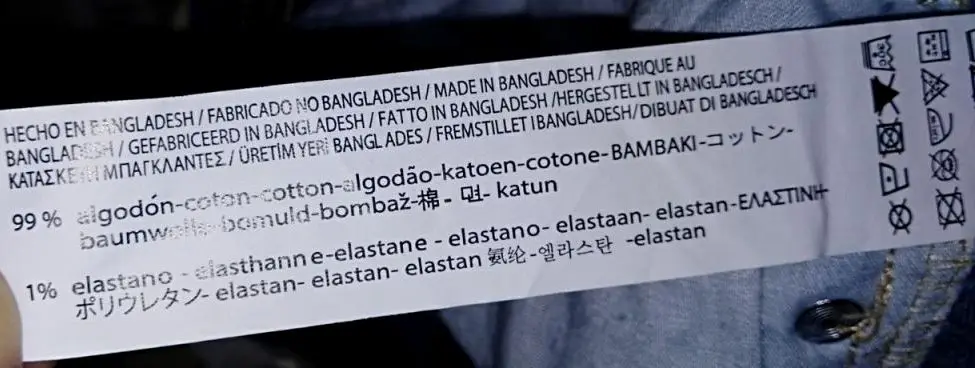 HECHO EN BANGLADESH / FABRICADO NO BANGLADESH / MADE IN BANGLADESH / FABRIQUE AU
BANGLADESH / GEFABRICEERD IN BANGLADESH / FATTO IN BANGLADESH /HERGESTELLT IN BANGLADESCH /
ΚΑΤΑΣΚΕΥΗ ΜΠΑΓΚΛΑΝΤΕΣ / ÜRETİM YERİ BANGLADES / FREMSTILLET I BANGLADESH/DIBUAT DI BANGLADESCH
99 % algodón-coton-cotton-algodão-katoen-cotone-BAMBAKI-コットン-
baumwolle-bomuld-bombaž-棉- 면- katun
1% elastano - elasthanne-elastane - elastano- elastaan- elastan-ΕΛΑΣΤΙΝΗ-
ポリウレタン- elastan- elastan- elastan 氨纶-엘라스탄 -elastan